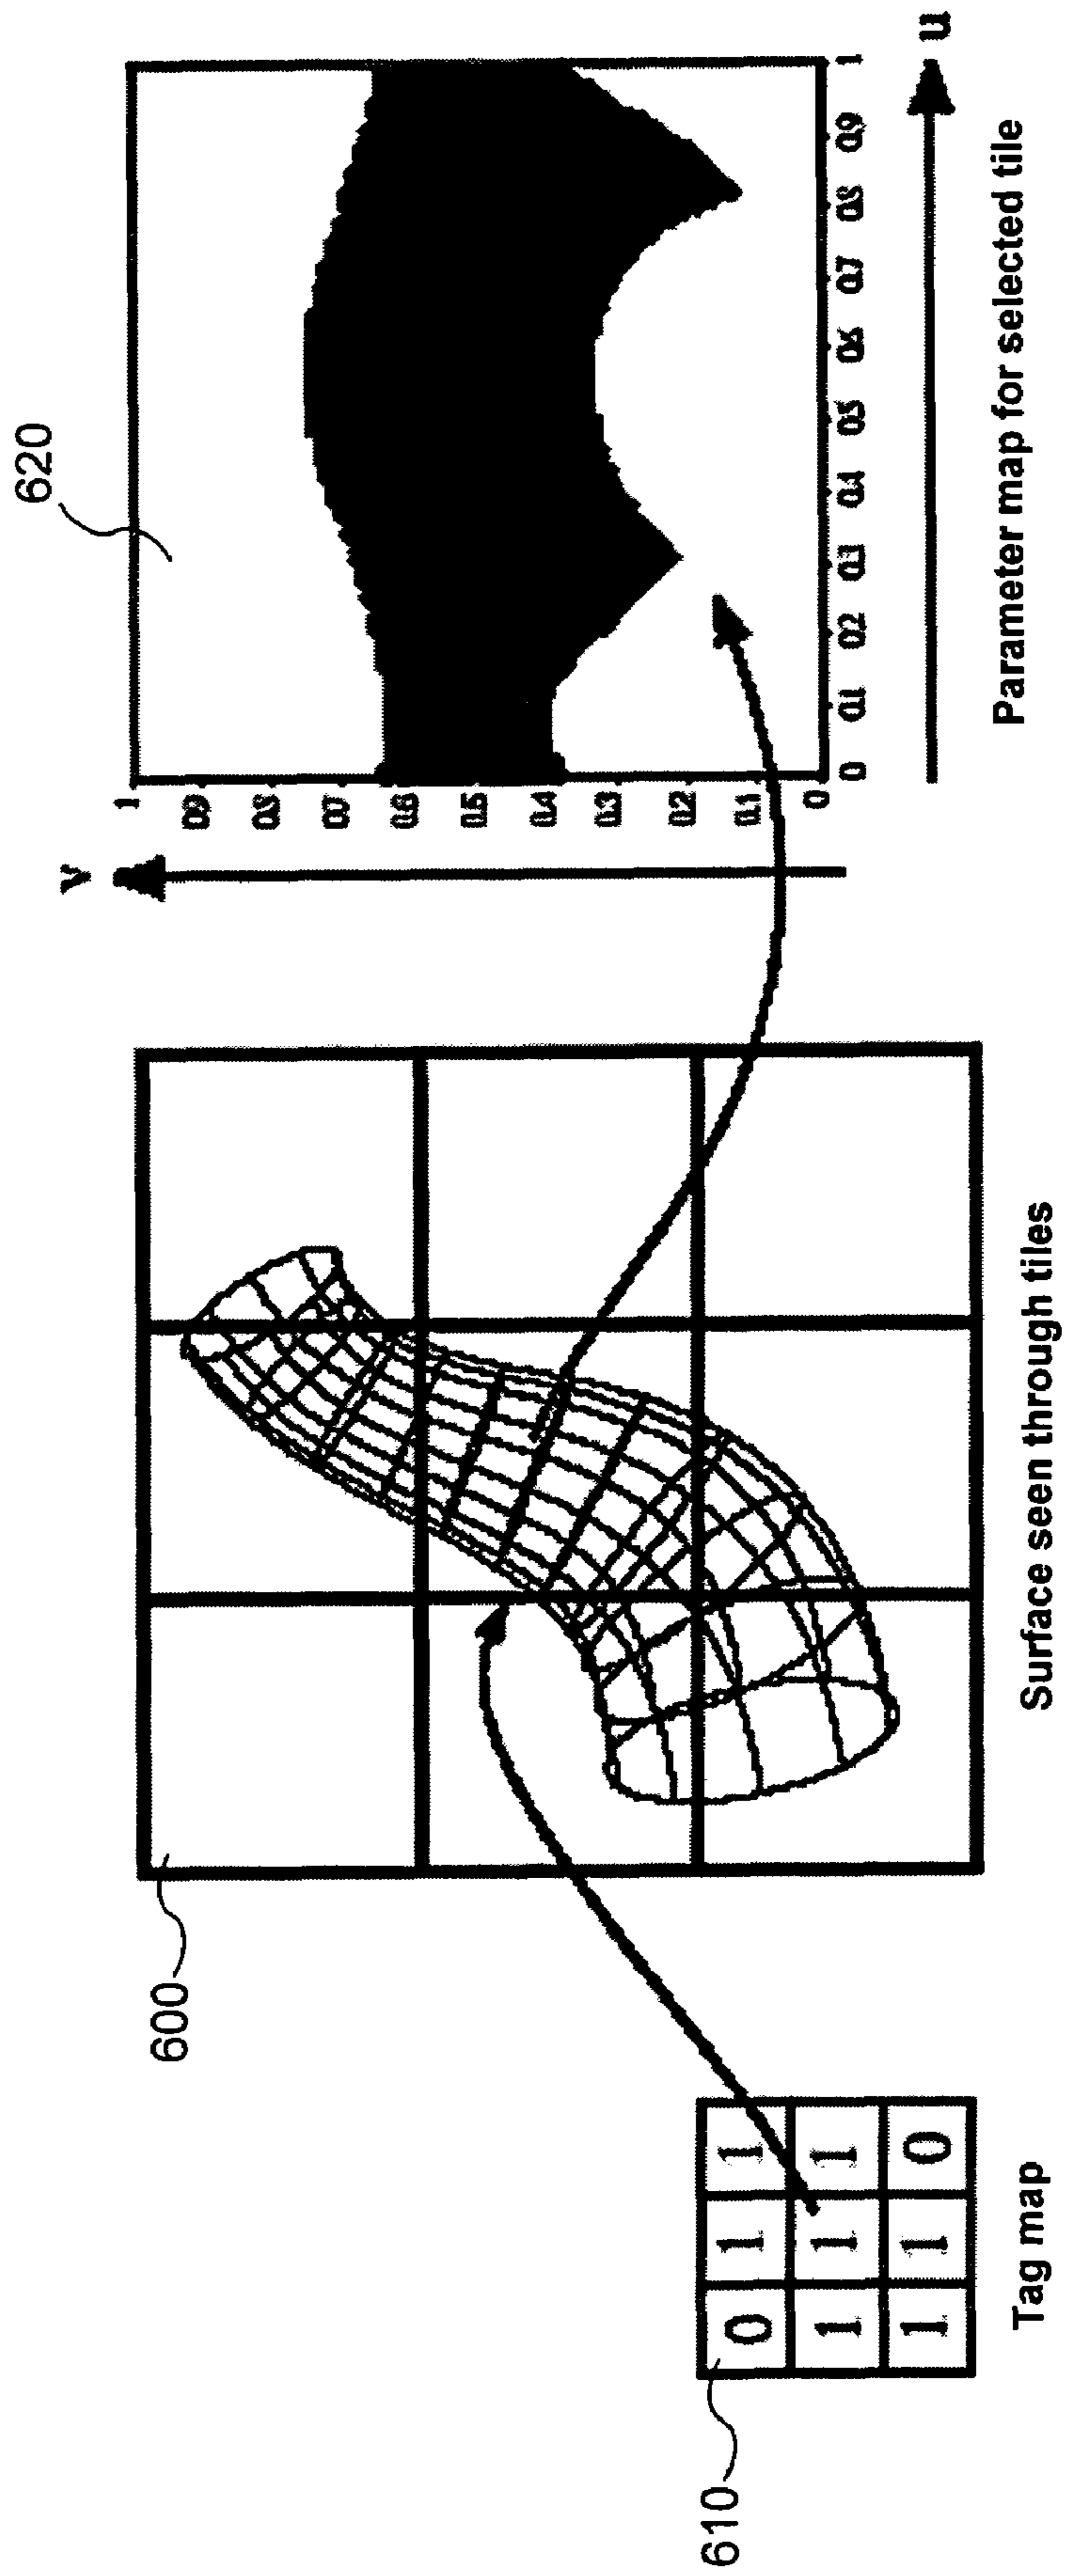 610
0 1 1
1 1 1
1 1 0
Tag map
600
Surface seen through tiles
620
v
1
0.9
0.8
0.7
0.6
0.5
0.4
0.3
0.2
0.1
0
0 0.1 0.2 0.3 0.4 0.5 0.6 0.7 0.8 0.9 1
u
Parameter map for selected tile